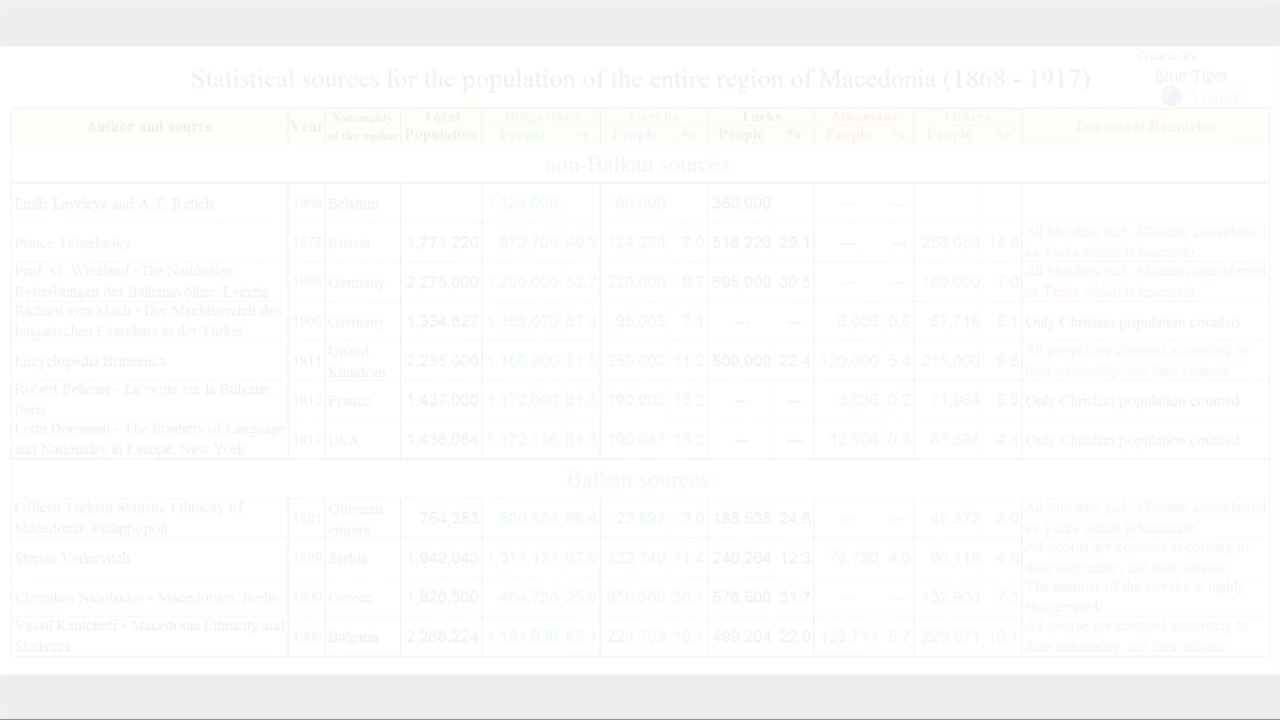 Created by
Statistical sources for the population of the entire region of Macedonia (1868 - 1917)
Blue Tiger
Visual
Author and source Year Nationality of the author Total Population Bulgarians People % Greeks People % Turks People % Albanians People % Others People % Important Remarks!
non-Balkan sources:
Emile Laveleye and A.T. Rittich 1868 Belgium 1,124,000 60,000 360,000 --- ---
Prince Tcherkasky 1877 Russia 1,771,220 872,700 49.3 124,250 7.0 516,220 29.1 --- --- 258,050 14.6 All Muslims incl. Albanian considered
as Turks which is inacurate
Prof. G. Wiegland - Die Nationalen
Bestrebungen der Balkansvölker. Leipzig 1898 Germany 2,275,000 1,200,000 52.7 220,000 9.7 695,000 30.5 --- --- 160,000 7.0 All Muslims incl. Albanian considered
as Turks which is inacurate
Richard von Mach - Der Machtbereich des
bulgarischen Exarchats in der Türkei 1906 Germany 1,334,827 1,166,070 87.4 95,005 7.1 --- --- 6,036 0.5 67,716 5.1 Only Christian population counted
Encyclopedia Britannica 1911 United
Kingdom 2,235,000 1,150,000 51.5 250,000 11.2 500,000 22.4 120,000 5.4 215,000 9.6 All people are counted according to
their nationality, not their religion
Robert Pelletier - La verite sur la Bulgarie.
Paris 1913 France 1,437,000 1,172,000 81.6 190,000 13.2 --- --- 3,036 0.2 71,964 5.0 Only Christian population counted
Leon Dominian - The frontiers of Language
and Nationality in Europe. New York 1917 USA 1,438,084 1,172,136 81.5 190,047 13.2 --- --- 12,006 0.8 63,895 4.4 Only Christian population counted
Balkan sources:
Official Turkish Statistic Ethnicity of
Macedonia. Philippopoli 1881 Ottoman
empire 754,353 500,554 66.4 22,892 3.0 185,535 24.6 --- --- 45,372 6.0 All Muslims incl. Albanian considered
as Turks which is inacurate
Stepan Verkovitch 1889 Serbia 1,949,043 1,317,131 67.6 222,740 11.4 240,264 12.3 78,790 4.0 90,118 4.6 All people are counted according to
their nationality, not their religion
Cleanthes Nicolaides - Macedonien. Berlin 1899 Greece 1,820,500 454,700 25.0 656,300 36.1 576,600 31.7 --- --- 132,900 7.3 The number of the Greeks is highly
exaggerated!
Vassil Kantcheff - Macedonia Ethnicity and
Statistics 1900 Bulgaria 2,268,224 1,181,936 52.1 228,702 10.1 499,204 22.0 128,711 5.7 229,671 10.1 All people are counted according to
their nationality, not their religion